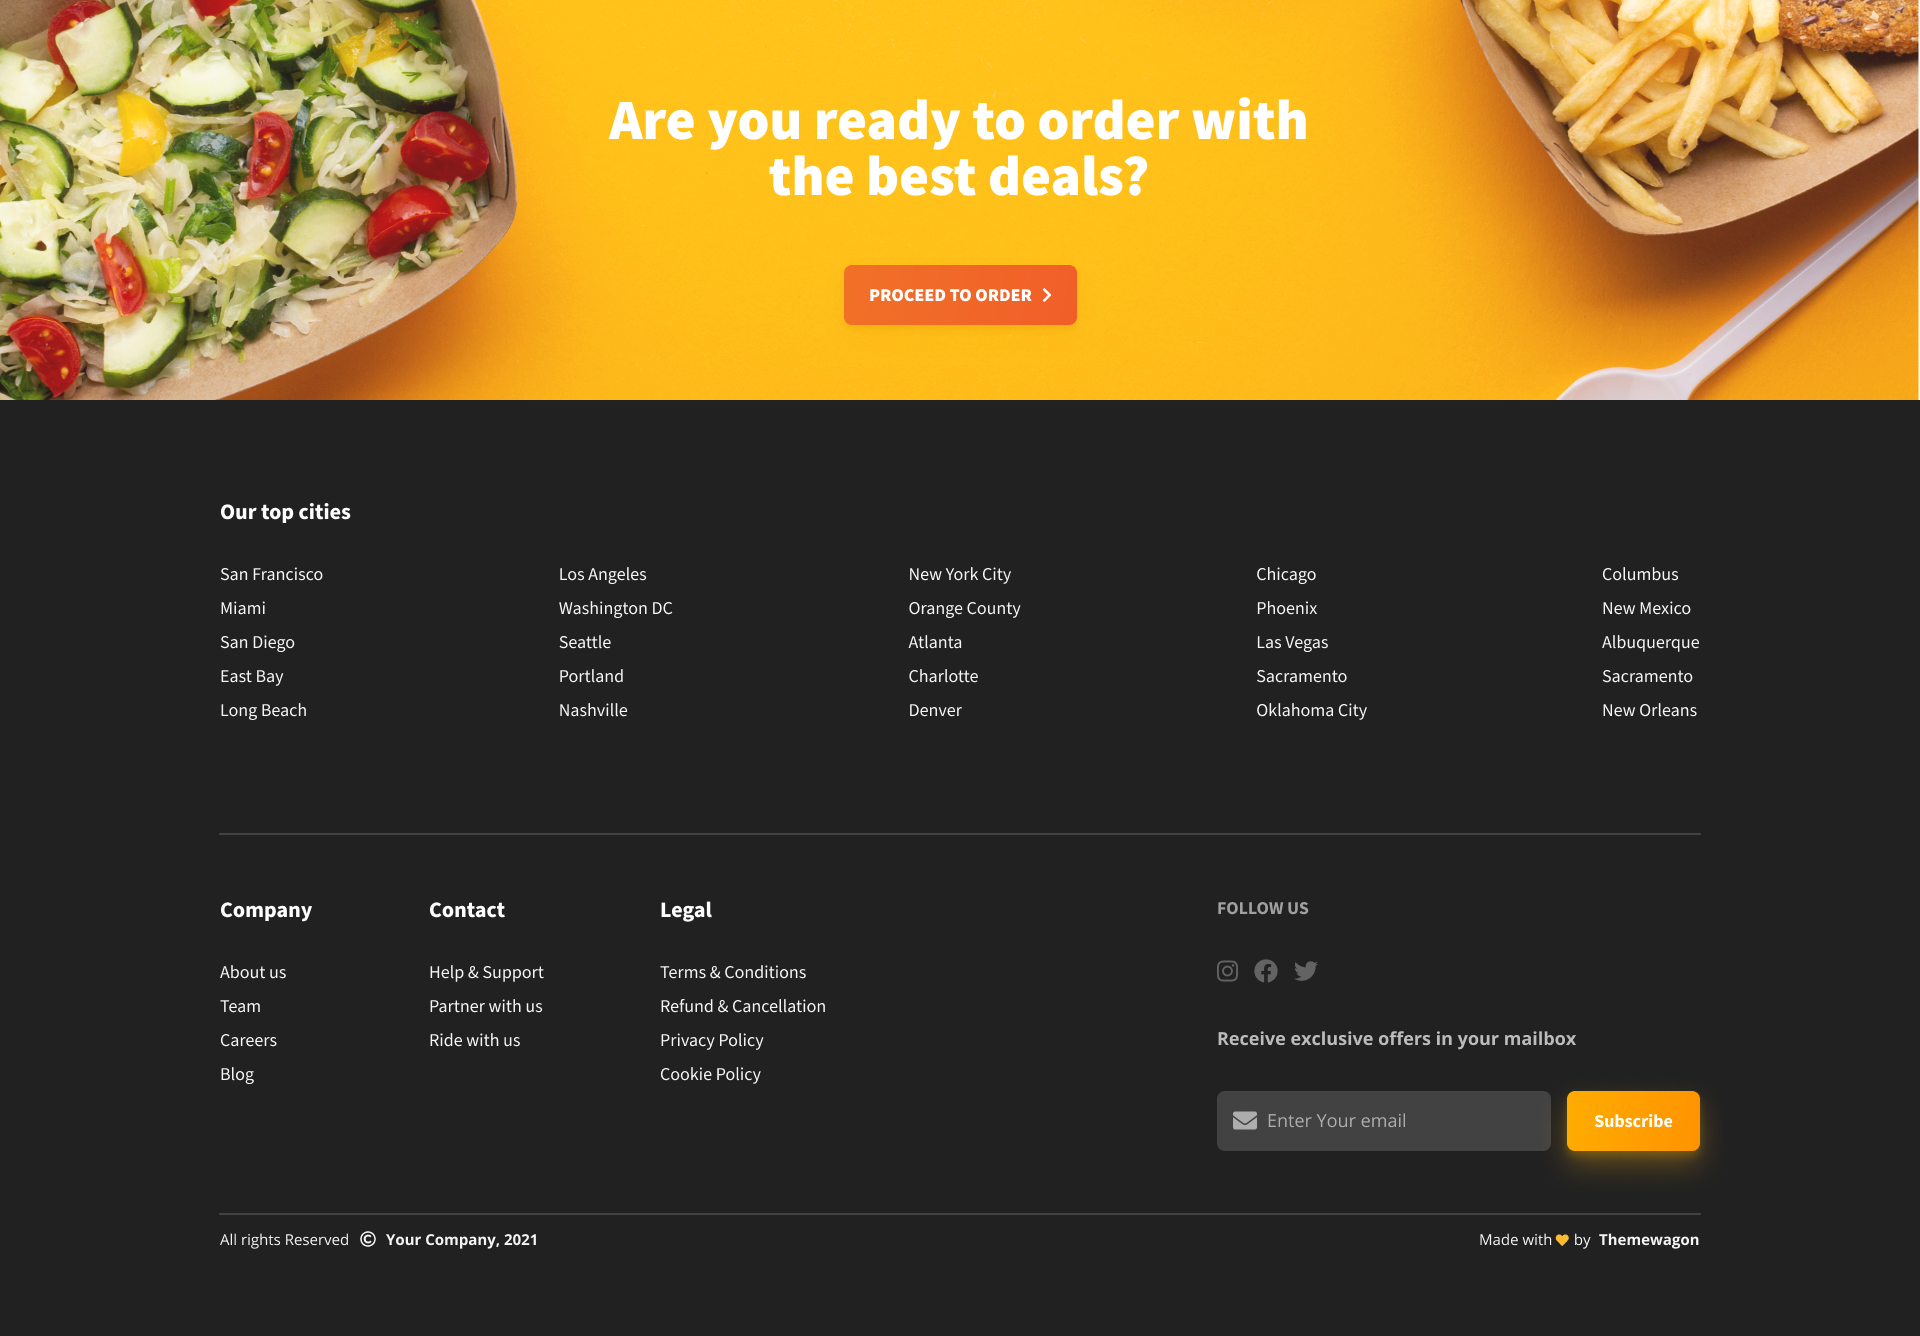 Are you ready to order with
the best deals?
PROCEED TO ORDER
Our top cities
San Francisco
Miami
San Diego
East Bay
Long Beach
Los Angeles
Washington DC
Seattle
Portland
Nashville
New York City
Orange County
Atlanta
Charlotte
Denver
Chicago
Phoenix
Las Vegas
Sacramento
Oklahoma City
Columbus
New Mexico
Albuquerque
Sacramento
New Orleans
Company
About us
Team
Careers
Blog
Contact
Help & Support
Partner with us
Ride with us
Legal
Terms & Conditions
Refund & Cancellation
Privacy Policy
Cookie Policy
FOLLOW US
Receive exclusive offers in your mailbox
Enter Your email
Subscribe
All rights Reserved © Your Company, 2021
Made with by Themewagon